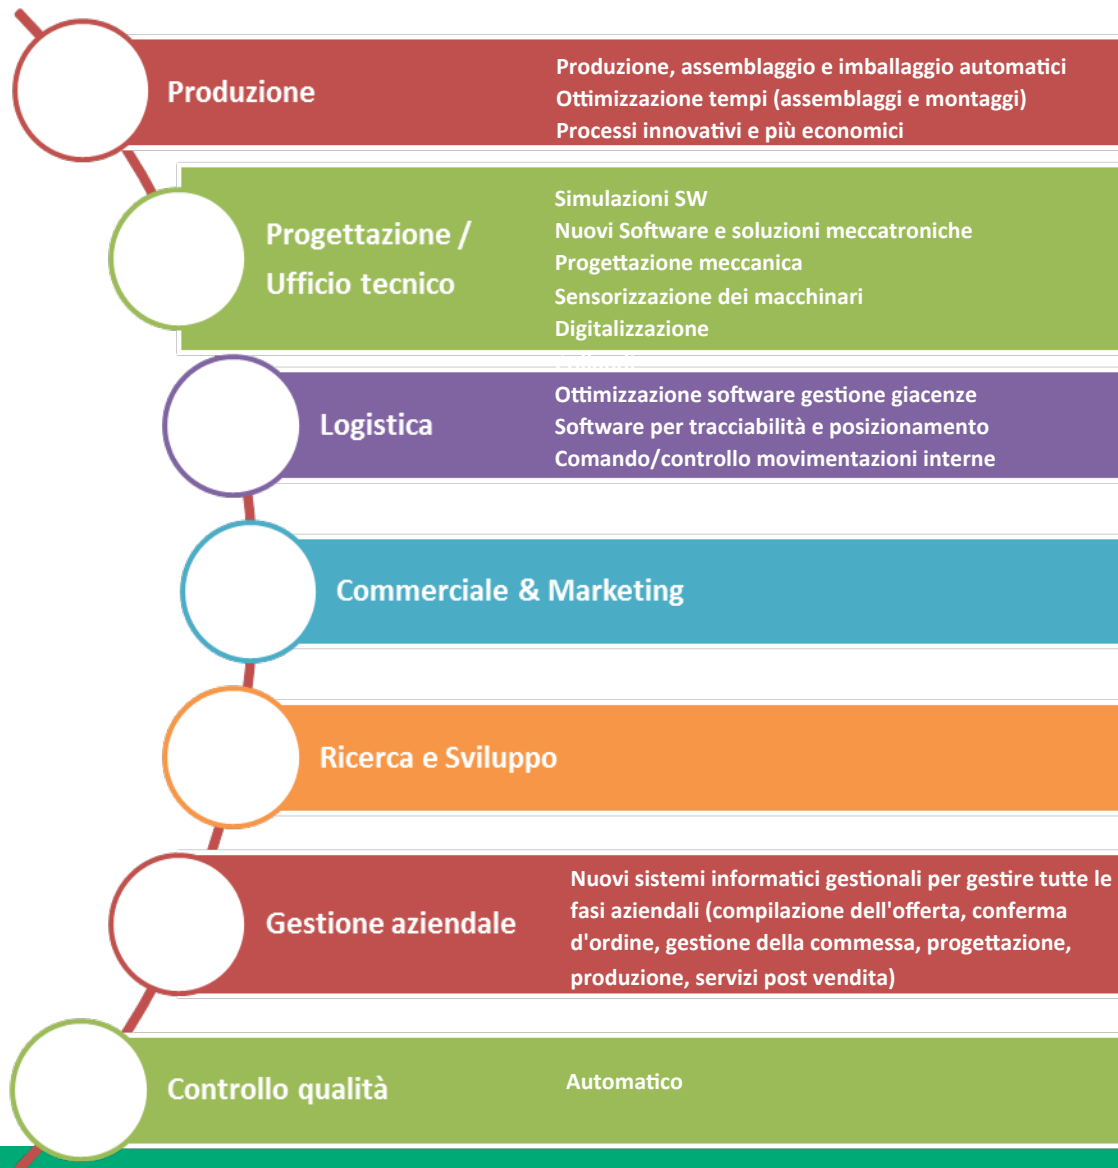 Produzione
Produzione, assemblaggio e imballaggio automatici
Ottimizzazione tempi (assemblaggi e montaggi)
Processi innovativi e più economici
Progettazione /
Ufficio tecnico
Simulazioni SW
Nuovi Software e soluzioni meccatroniche
Progettazione meccanica
Sensorizzazione dei macchinari
Digitalizzazione
Logistica
Ottimizzazione software gestione giacenze
Software per tracciabilità e posizionamento
Comando/controllo movimentazioni interne
Commerciale & Marketing
Ricerca e Sviluppo
Gestione aziendale
Nuovi sistemi informatici gestionali per gestire tutte le
fasi aziendali (compilazione dell'offerta, conferma
d'ordine, gestione della commessa, progettazione,
produzione, servizi post vendita)
Controllo qualità
Automatico